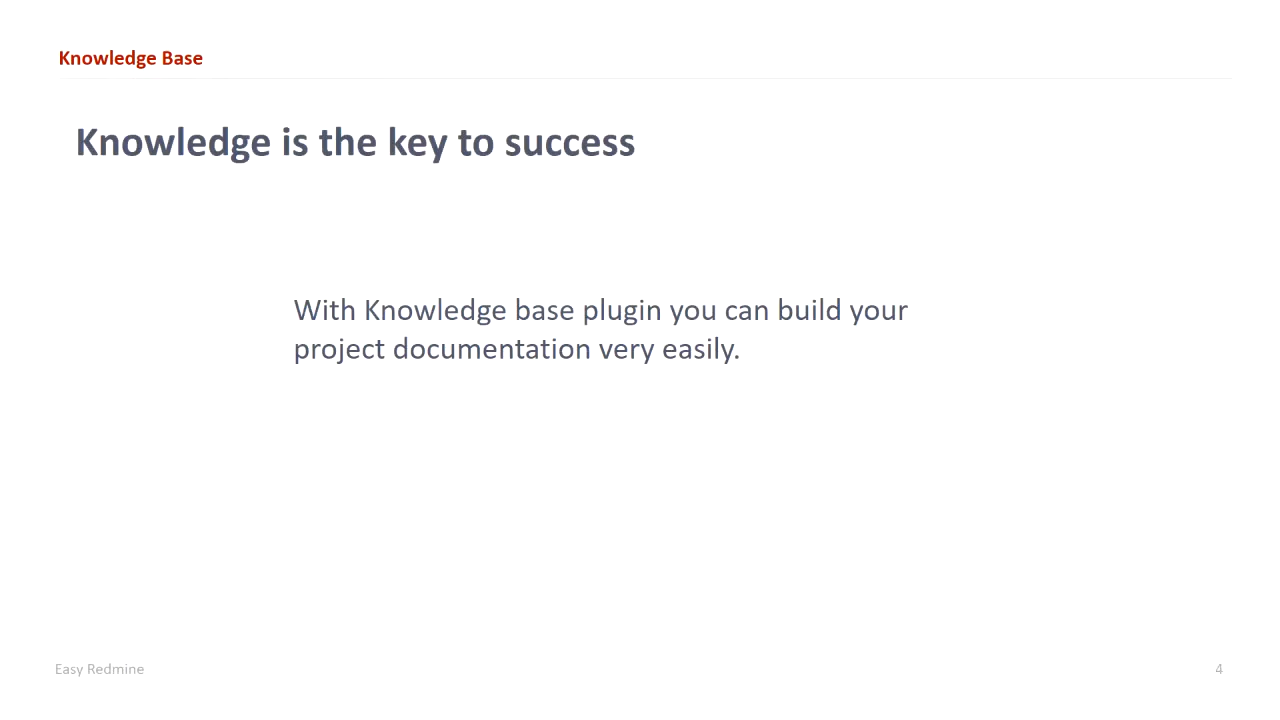 Knowledge Base
Knowledge is the key to success
With Knowledge base plugin you can build your
project documentation very easily.
Easy Redmine
4